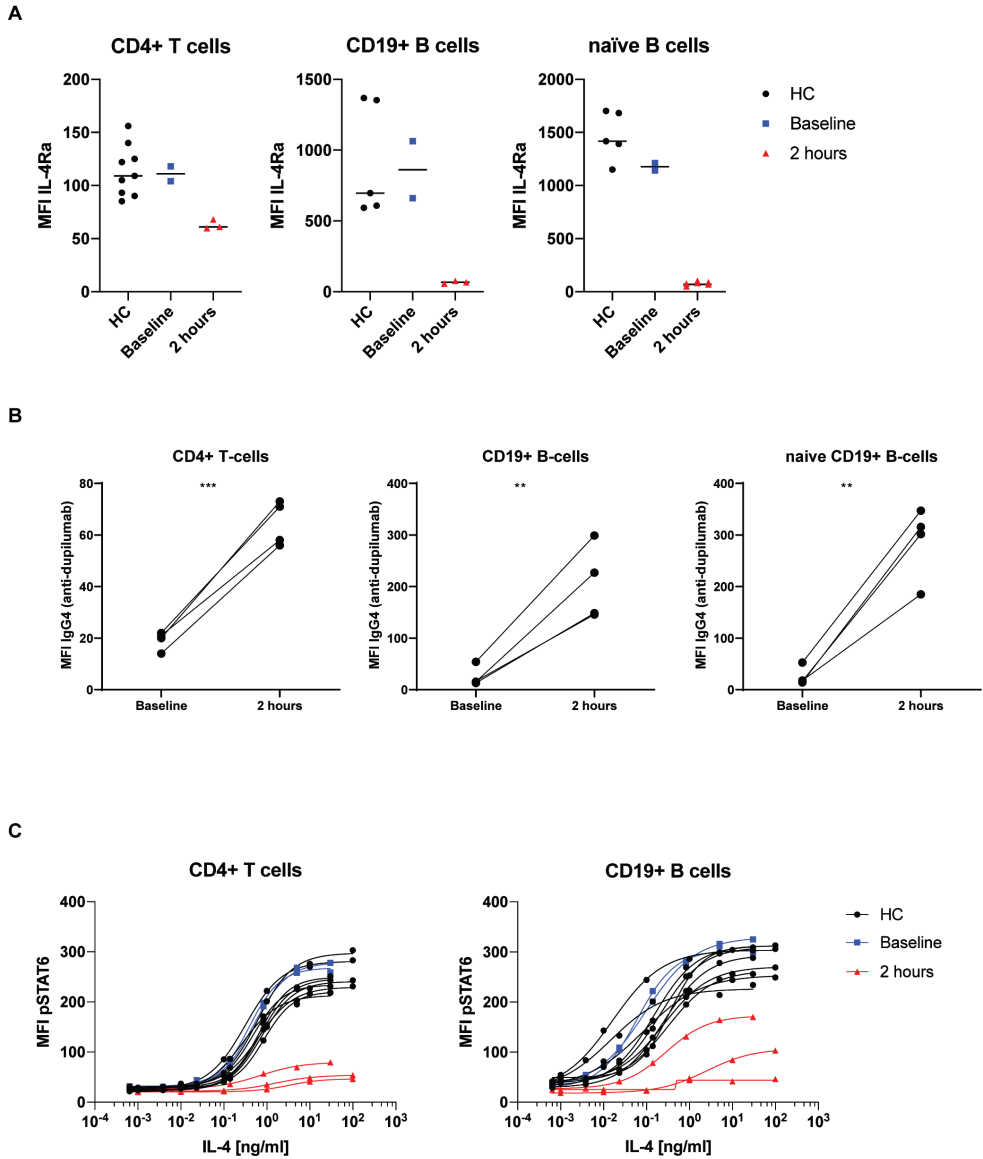 A
CD4+ T cells
200
150
100
50
0
MFI IL-4Ra
HC
Baseline
2 hours
CD19+ B cells
1500
1000
500
0
MFI IL-4Ra
HC
Baseline
2 hours
naïve B cells
2000
1500
1000
500
0
MFI IL-4Ra
HC
Baseline
2 hours
HC
Baseline
2 hours
B
CD4+ T-cells
***
80
60
40
20
0
MFI IgG4 (anti-dupilumab)
Baseline
2 hours
CD19+ B-cells
**
400
300
200
100
0
MFI IgG4 (anti-dupilumab)
Baseline
2 hours
naive CD19+ B-cells
**
400
300
200
100
0
MFI IgG4 (anti-dupilumab)
Baseline
2 hours
C
CD4+ T cells
400
300
200
100
0
MFI pSTAT6
10-4 10-3 10-2 10-1 100 101 102 103
IL-4 [ng/ml]
CD19+ B cells
400
300
200
100
0
MFI pSTAT6
10-4 10-3 10-2 10-1 100 101 102 103
IL-4 [ng/ml]
HC
Baseline
2 hours